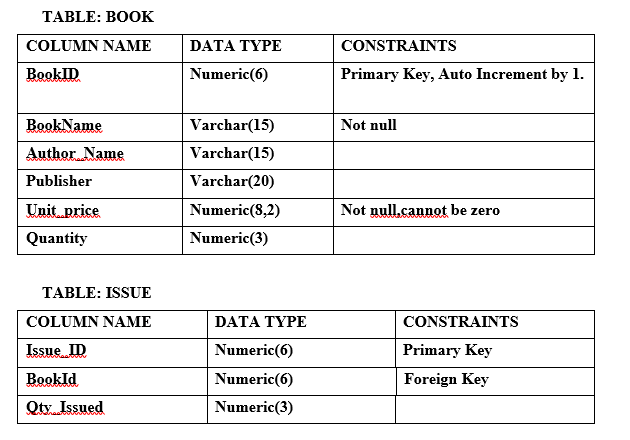 TABLE: BOOK
COLUMN NAME DATA TYPE CONSTRAINTS
BookID Numeric(6) Primary Key, Auto Increment by 1.
BookName Varchar(15) Not null
Author_Name Varchar(15)
Publisher Varchar(20)
Unit_price Numeric(8,2) Not null,cannot be zero
Quantity Numeric(3)
TABLE: ISSUE
COLUMN NAME DATA TYPE CONSTRAINTS
Issue_ID Numeric(6) Primary Key
BookId Numeric(6) Foreign Key
Qty_Issued Numeric(3)